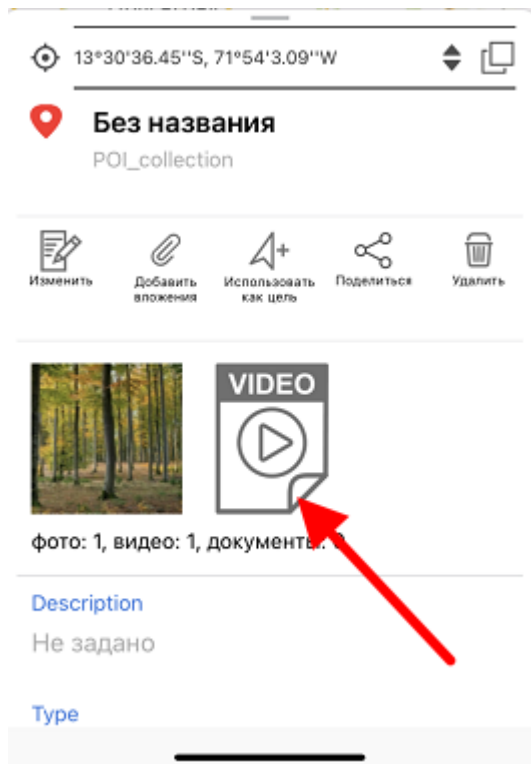 13°30'36.45''S, 71°54'3.09''W
Без названия
POI_collection
Изменить
Добавить вложения
Использовать как цель
Поделиться
Удалить
VIDEO
фото: 1, видео: 1, документы:
Description
Не задано
Type